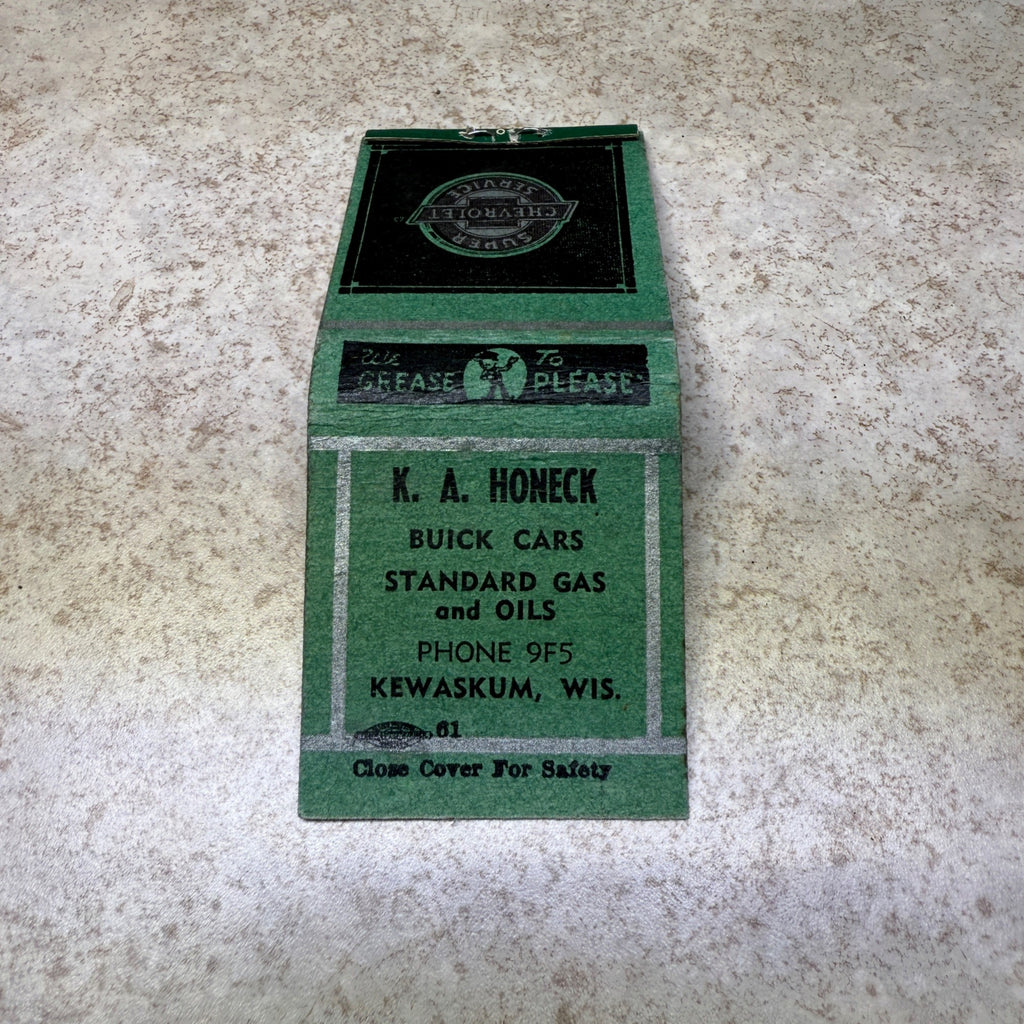 SUPER
CHEVROLET
SERVICE
We To
GREASE PLEASE
K. A. HONECK
BUICK CARS
STANDARD GAS
and OILS
PHONE 9F5
KEWASKUM, WIS.
61
Close Cover For Safety